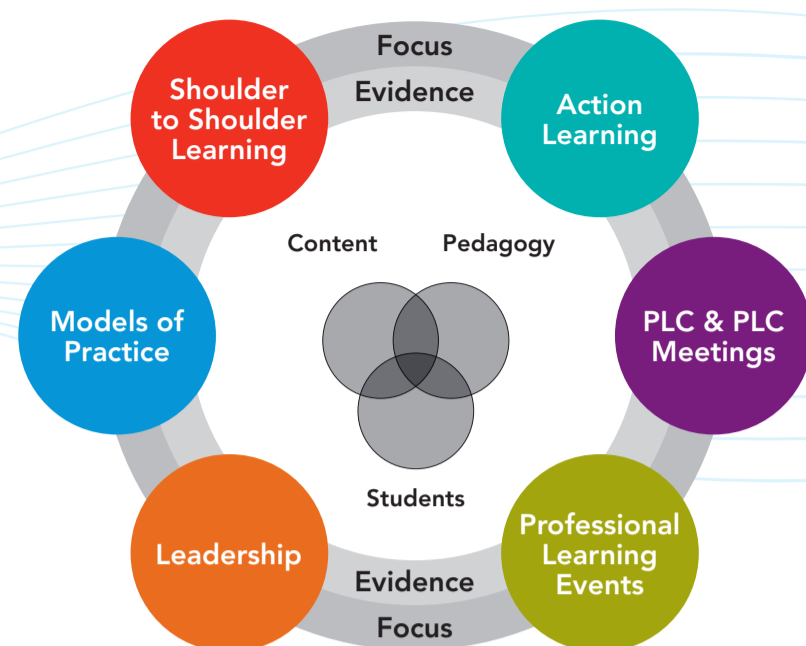 Focus
Evidence
Shoulder
to Shoulder
Learning
Action
Learning
Content
Pedagogy
Models of
Practice
PLC & PLC
Meetings
Students
Leadership
Professional
Learning
Events
Evidence
Focus